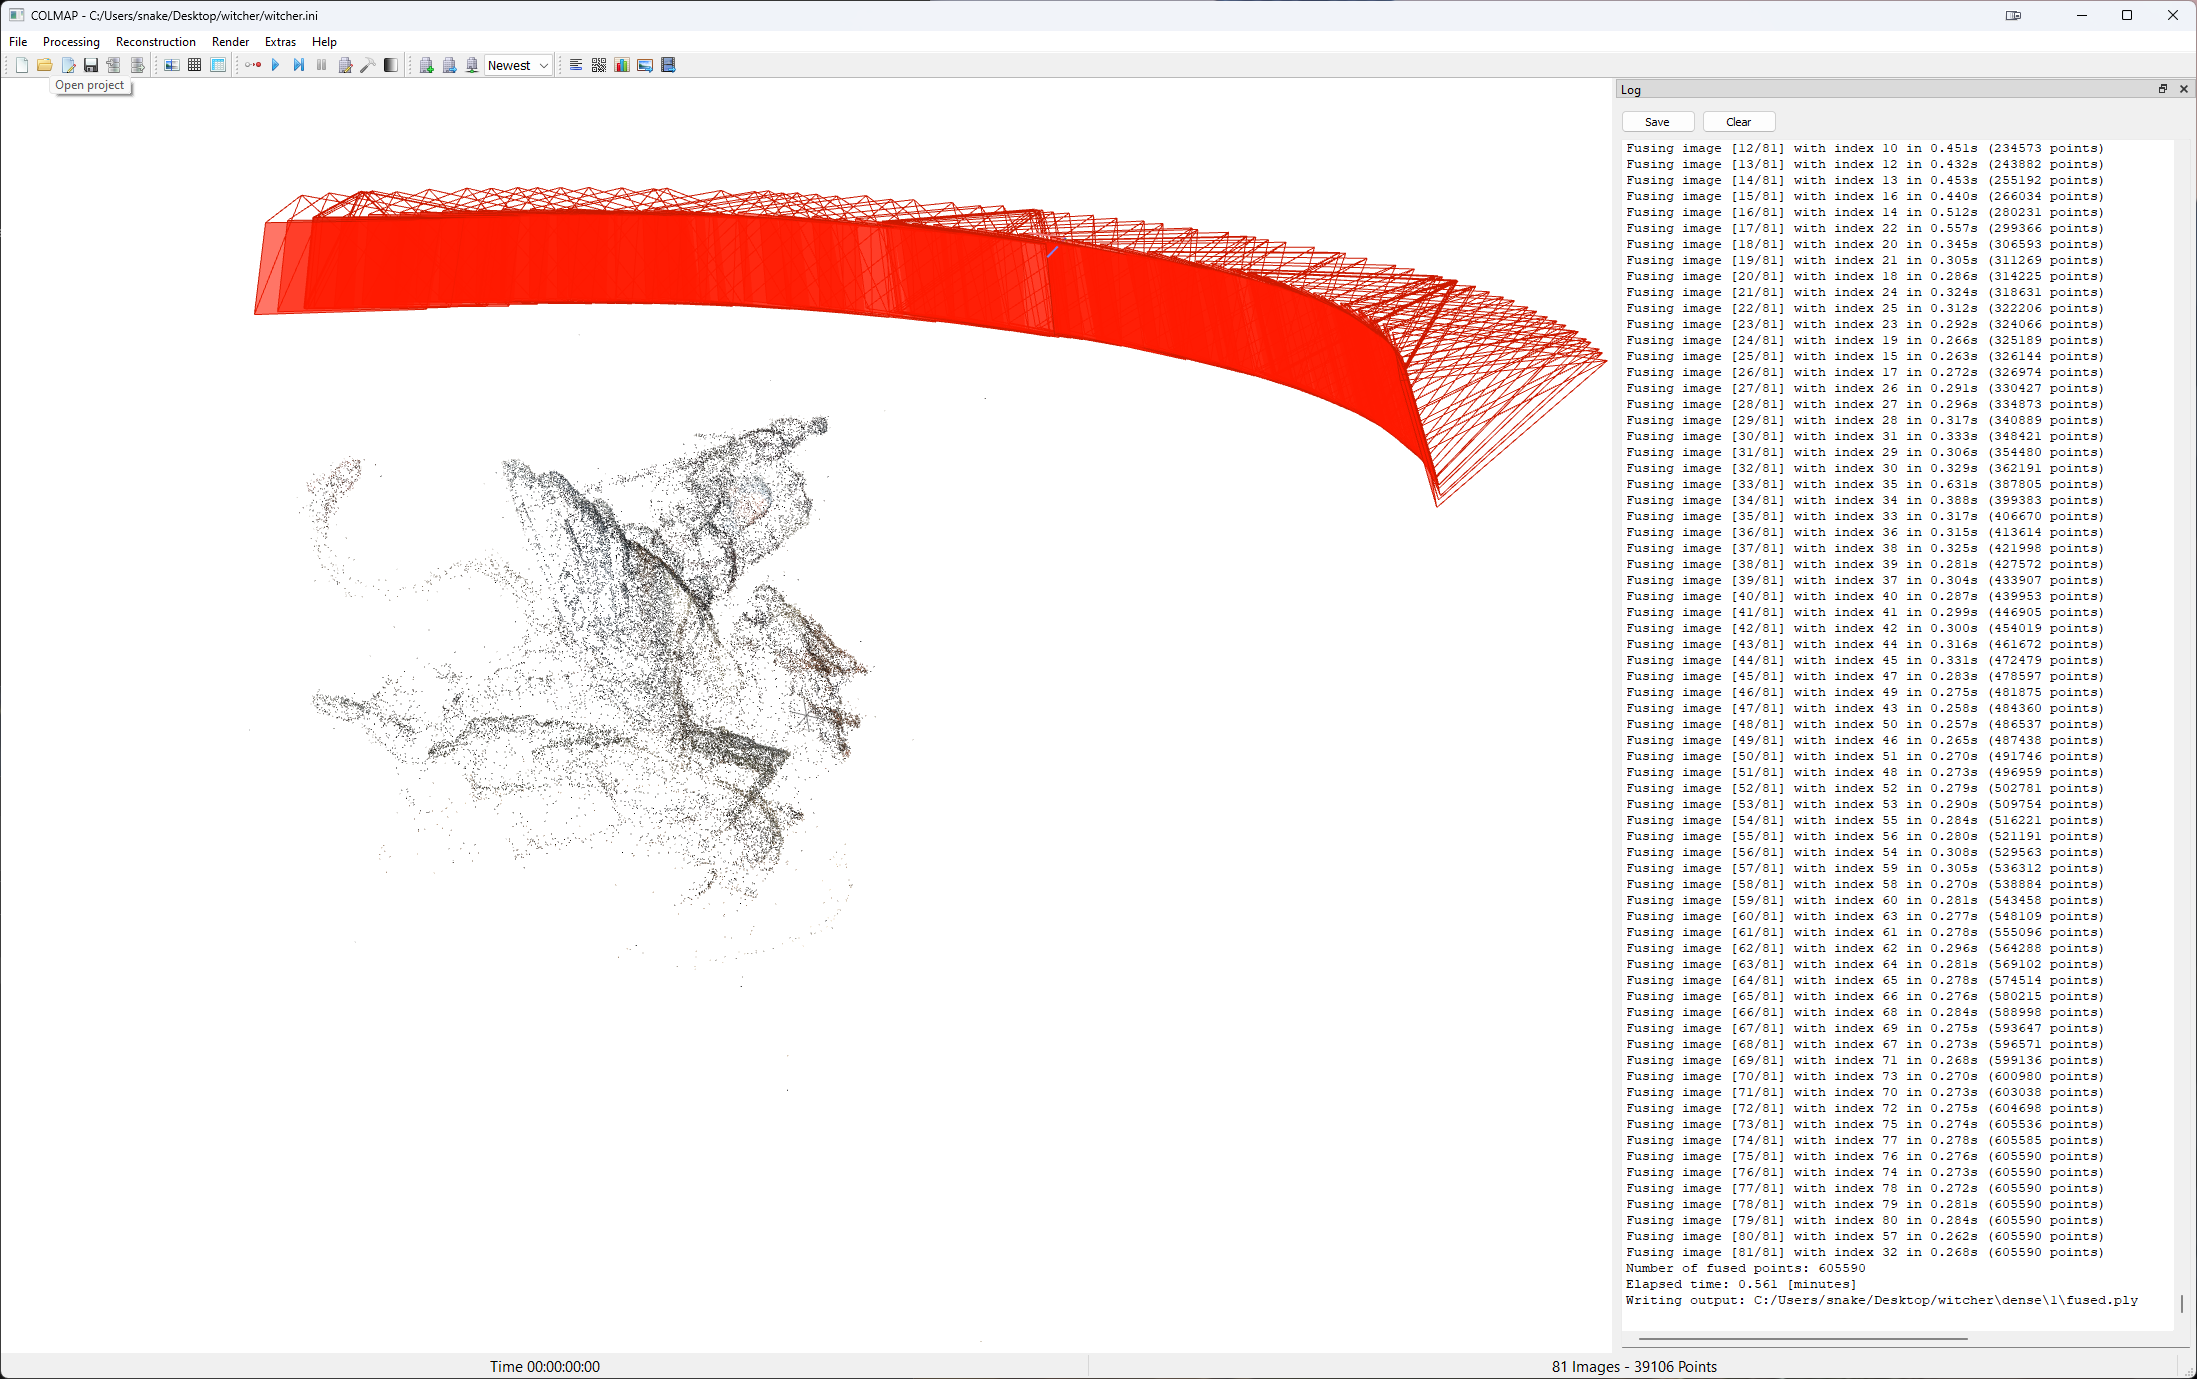 COLMAP - C:/Users/snake/Desktop/witcher/witcher.ini
File Processing Reconstruction Render Extras Help
Newest
Open project
Log
Save Clear
Fusing image [12/81] with index 10 in 0.451s (234573 points)
Fusing image [13/81] with index 12 in 0.432s (243882 points)
Fusing image [14/81] with index 13 in 0.453s (255192 points)
Fusing image [15/81] with index 16 in 0.440s (266034 points)
Fusing image [16/81] with index 14 in 0.512s (280231 points)
Fusing image [17/81] with index 22 in 0.557s (299366 points)
Fusing image [18/81] with index 20 in 0.345s (306593 points)
Fusing image [19/81] with index 21 in 0.305s (311269 points)
Fusing image [20/81] with index 18 in 0.286s (314225 points)
Fusing image [21/81] with index 24 in 0.324s (318631 points)
Fusing image [22/81] with index 25 in 0.312s (322206 points)
Fusing image [23/81] with index 23 in 0.292s (324066 points)
Fusing image [24/81] with index 19 in 0.266s (325189 points)
Fusing image [25/81] with index 15 in 0.263s (326144 points)
Fusing image [26/81] with index 17 in 0.272s (326974 points)
Fusing image [27/81] with index 26 in 0.291s (330427 points)
Fusing image [28/81] with index 27 in 0.296s (334873 points)
Fusing image [29/81] with index 28 in 0.317s (340889 points)
Fusing image [30/81] with index 31 in 0.333s (348421 points)
Fusing image [31/81] with index 29 in 0.306s (354480 points)
Fusing image [32/81] with index 30 in 0.329s (362191 points)
Fusing image [33/81] with index 35 in 0.631s (387805 points)
Fusing image [34/81] with index 34 in 0.388s (399383 points)
Fusing image [35/81] with index 33 in 0.317s (406670 points)
Fusing image [36/81] with index 36 in 0.315s (413614 points)
Fusing image [37/81] with index 38 in 0.325s (421998 points)
Fusing image [38/81] with index 39 in 0.281s (427572 points)
Fusing image [39/81] with index 37 in 0.304s (433907 points)
Fusing image [40/81] with index 40 in 0.287s (439953 points)
Fusing image [41/81] with index 41 in 0.299s (446905 points)
Fusing image [42/81] with index 42 in 0.300s (454019 points)
Fusing image [43/81] with index 44 in 0.316s (461672 points)
Fusing image [44/81] with index 45 in 0.331s (472479 points)
Fusing image [45/81] with index 47 in 0.283s (478597 points)
Fusing image [46/81] with index 49 in 0.275s (481875 points)
Fusing image [47/81] with index 43 in 0.258s (484360 points)
Fusing image [48/81] with index 50 in 0.257s (486537 points)
Fusing image [49/81] with index 46 in 0.265s (487438 points)
Fusing image [50/81] with index 51 in 0.270s (491746 points)
Fusing image [51/81] with index 48 in 0.273s (496959 points)
Fusing image [52/81] with index 52 in 0.279s (502781 points)
Fusing image [53/81] with index 53 in 0.290s (509754 points)
Fusing image [54/81] with index 55 in 0.284s (516221 points)
Fusing image [55/81] with index 56 in 0.280s (521191 points)
Fusing image [56/81] with index 54 in 0.308s (529563 points)
Fusing image [57/81] with index 59 in 0.305s (536312 points)
Fusing image [58/81] with index 58 in 0.270s (538884 points)
Fusing image [59/81] with index 60 in 0.281s (543458 points)
Fusing image [60/81] with index 63 in 0.277s (548109 points)
Fusing image [61/81] with index 61 in 0.278s (555096 points)
Fusing image [62/81] with index 62 in 0.296s (564288 points)
Fusing image [63/81] with index 64 in 0.281s (569102 points)
Fusing image [64/81] with index 65 in 0.278s (574514 points)
Fusing image [65/81] with index 66 in 0.276s (580215 points)
Fusing image [66/81] with index 68 in 0.284s (588998 points)
Fusing image [67/81] with index 69 in 0.275s (593647 points)
Fusing image [68/81] with index 67 in 0.273s (596571 points)
Fusing image [69/81] with index 71 in 0.268s (599136 points)
Fusing image [70/81] with index 73 in 0.270s (600980 points)
Fusing image [71/81] with index 70 in 0.273s (603038 points)
Fusing image [72/81] with index 72 in 0.275s (604698 points)
Fusing image [73/81] with index 75 in 0.274s (605536 points)
Fusing image [74/81] with index 77 in 0.278s (605585 points)
Fusing image [75/81] with index 76 in 0.276s (605590 points)
Fusing image [76/81] with index 74 in 0.273s (605590 points)
Fusing image [77/81] with index 78 in 0.272s (605590 points)
Fusing image [78/81] with index 79 in 0.281s (605590 points)
Fusing image [79/81] with index 80 in 0.284s (605590 points)
Fusing image [80/81] with index 57 in 0.262s (605590 points)
Fusing image [81/81] with index 32 in 0.268s (605590 points)
Number of fused points: 605590
Elapsed time: 0.561 [minutes]
Writing output: C:/Users/snake/Desktop/witcher\dense\1\fused.ply
Time 00:00:00:00
81 Images - 39106 Points